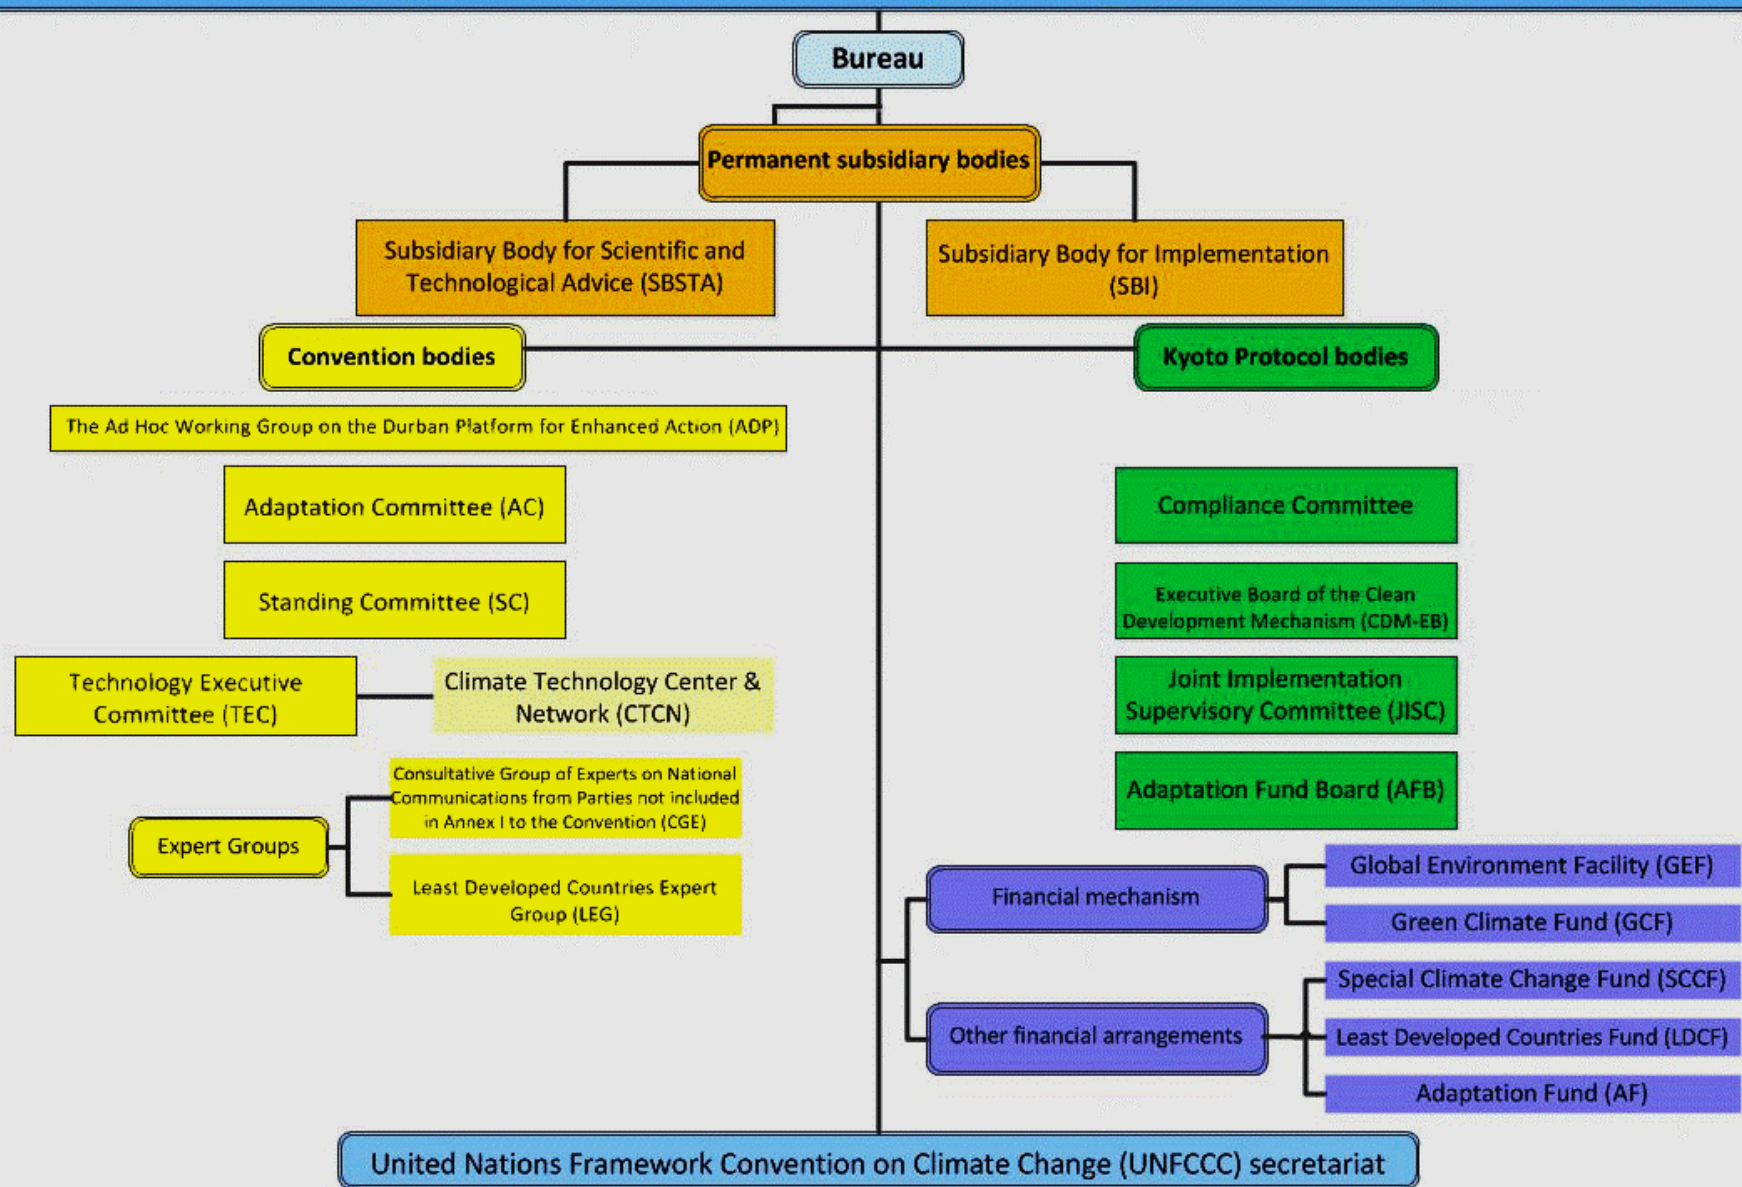 Bureau
Permanent subsidiary bodies
Subsidiary Body for Scientific and
Technological Advice (SBSTA)
Subsidiary Body for Implementation
(SBI)
Convention bodies
Kyoto Protocol bodies
The Ad Hoc Working Group on the Durban Platform for Enhanced Action (ADP)
Adaptation Committee (AC)
Compliance Committee
Standing Committee (SC)
Executive Board of the Clean
Development Mechanism (CDM-EB)
Technology Executive
Committee (TEC)
Climate Technology Center &
Network (CTCN)
Joint Implementation
Supervisory Committee (JISC)
Consultative Group of Experts on National
Communications from Parties not included
in Annex I to the Convention (CGE)
Adaptation Fund Board (AFB)
Expert Groups
Least Developed Countries Expert
Group (LEG)
Financial mechanism
Global Environment Facility (GEF)
Green Climate Fund (GCF)
Other financial arrangements
Special Climate Change Fund (SCCF)
Least Developed Countries Fund (LDCF)
Adaptation Fund (AF)
United Nations Framework Convention on Climate Change (UNFCCC) secretariat